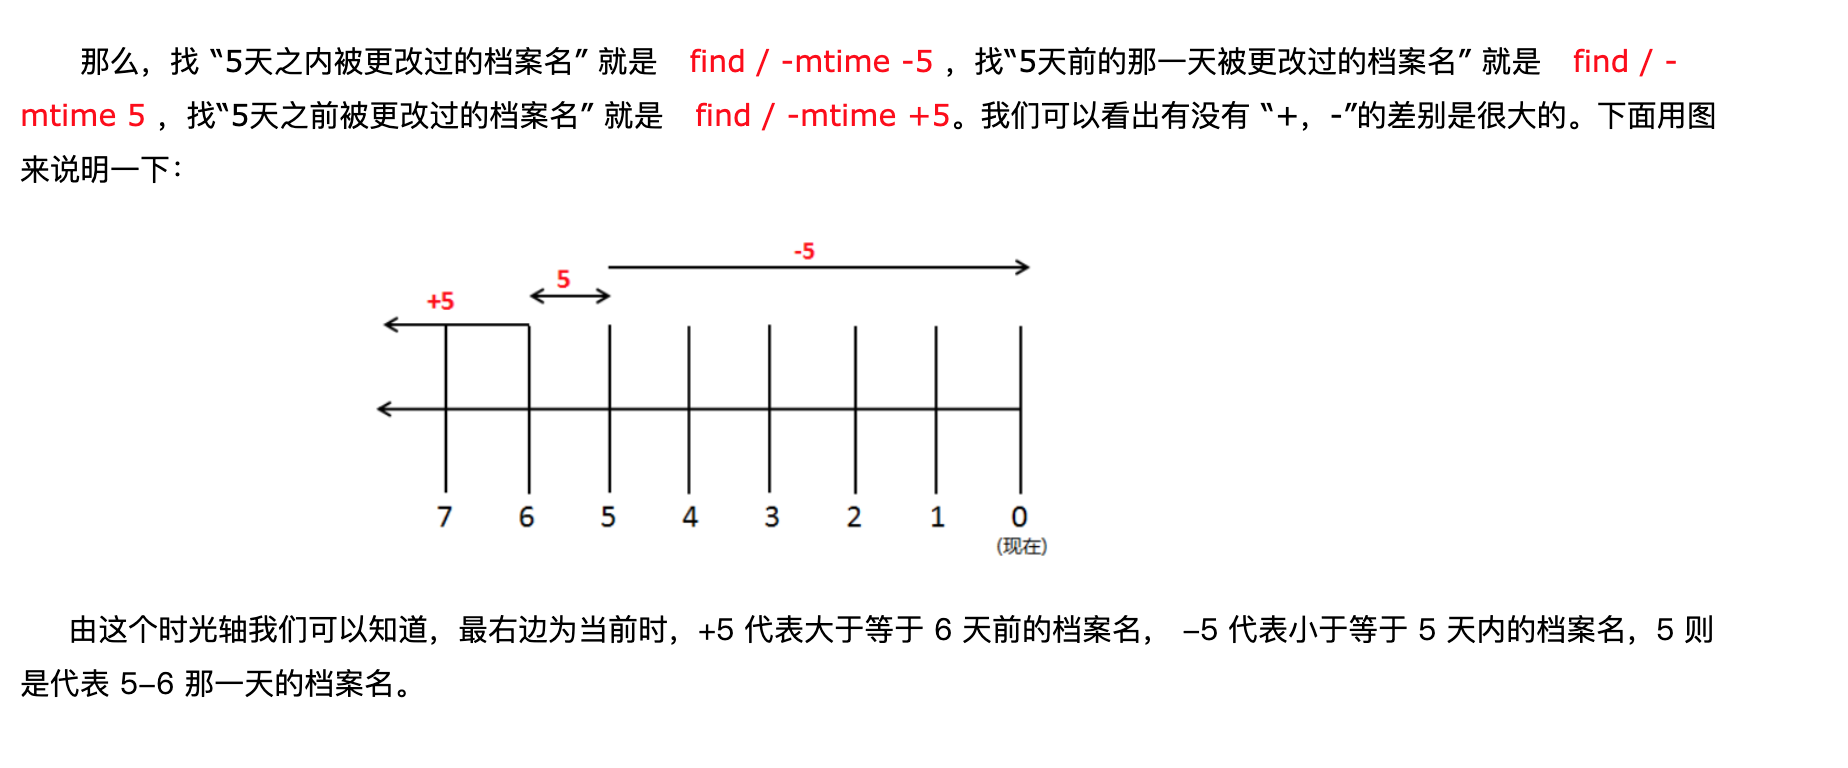 那么，找 “5天之内被更改过的档案名” 就是 find / -mtime -5 ，找“5天前的那一天被更改过的档案名” 就是 find / -
mtime 5 ，找“5天之前被更改过的档案名” 就是 find / -mtime +5。我们可以看出有没有 “+，-”的差别是很大的。下面用图
来说明一下：
-5
5
+5
7 6 5 4 3 2 1 0
(现在)
由这个时光轴我们可以知道，最右边为当前时，+5 代表大于等于 6 天前的档案名， –5 代表小于等于 5 天内的档案名，5 则
是代表 5–6 那一天的档案名。